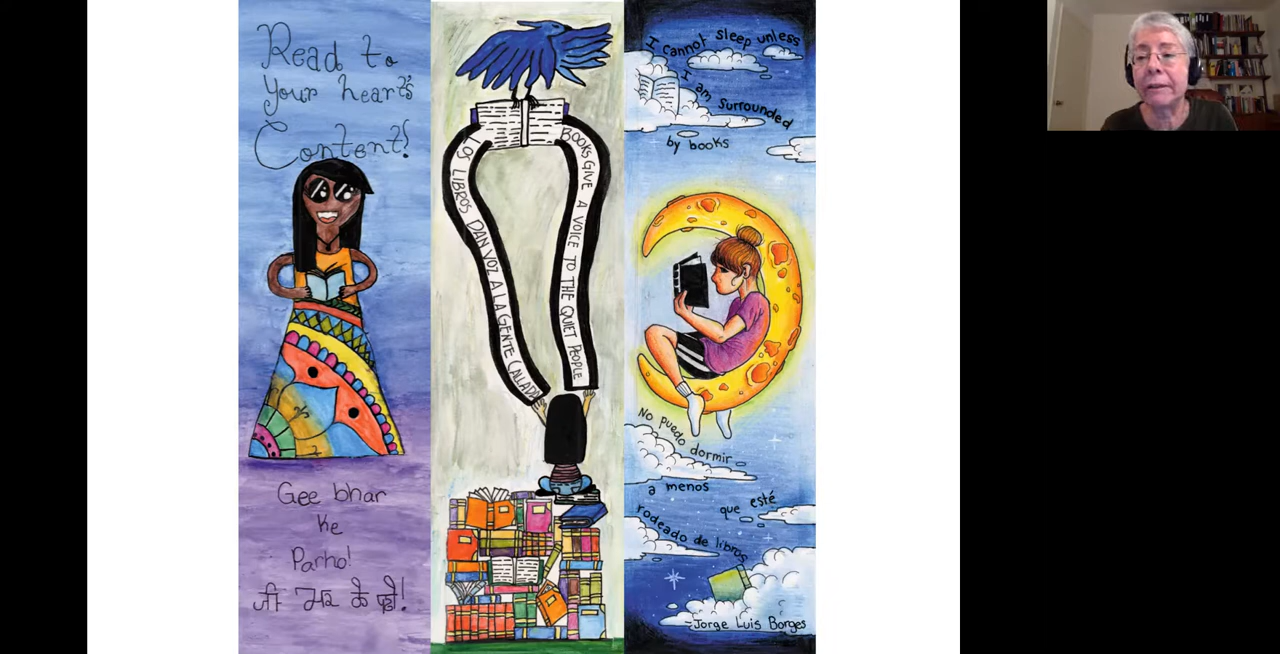 Read to
Your heart's
Content!
Gee bhar
ke
Parho!
जी भर के पढ़ो!
LOS LIBROS DAN VOZ A LA GENTE CALLADA
BOOKS GIVE A VOICE TO THE QUIET PEOPLE
I cannot sleep unless
I am surrounded
by books
No puedo dormir
a menos
que esté
rodeado de libros
-Jorge Luis Borges